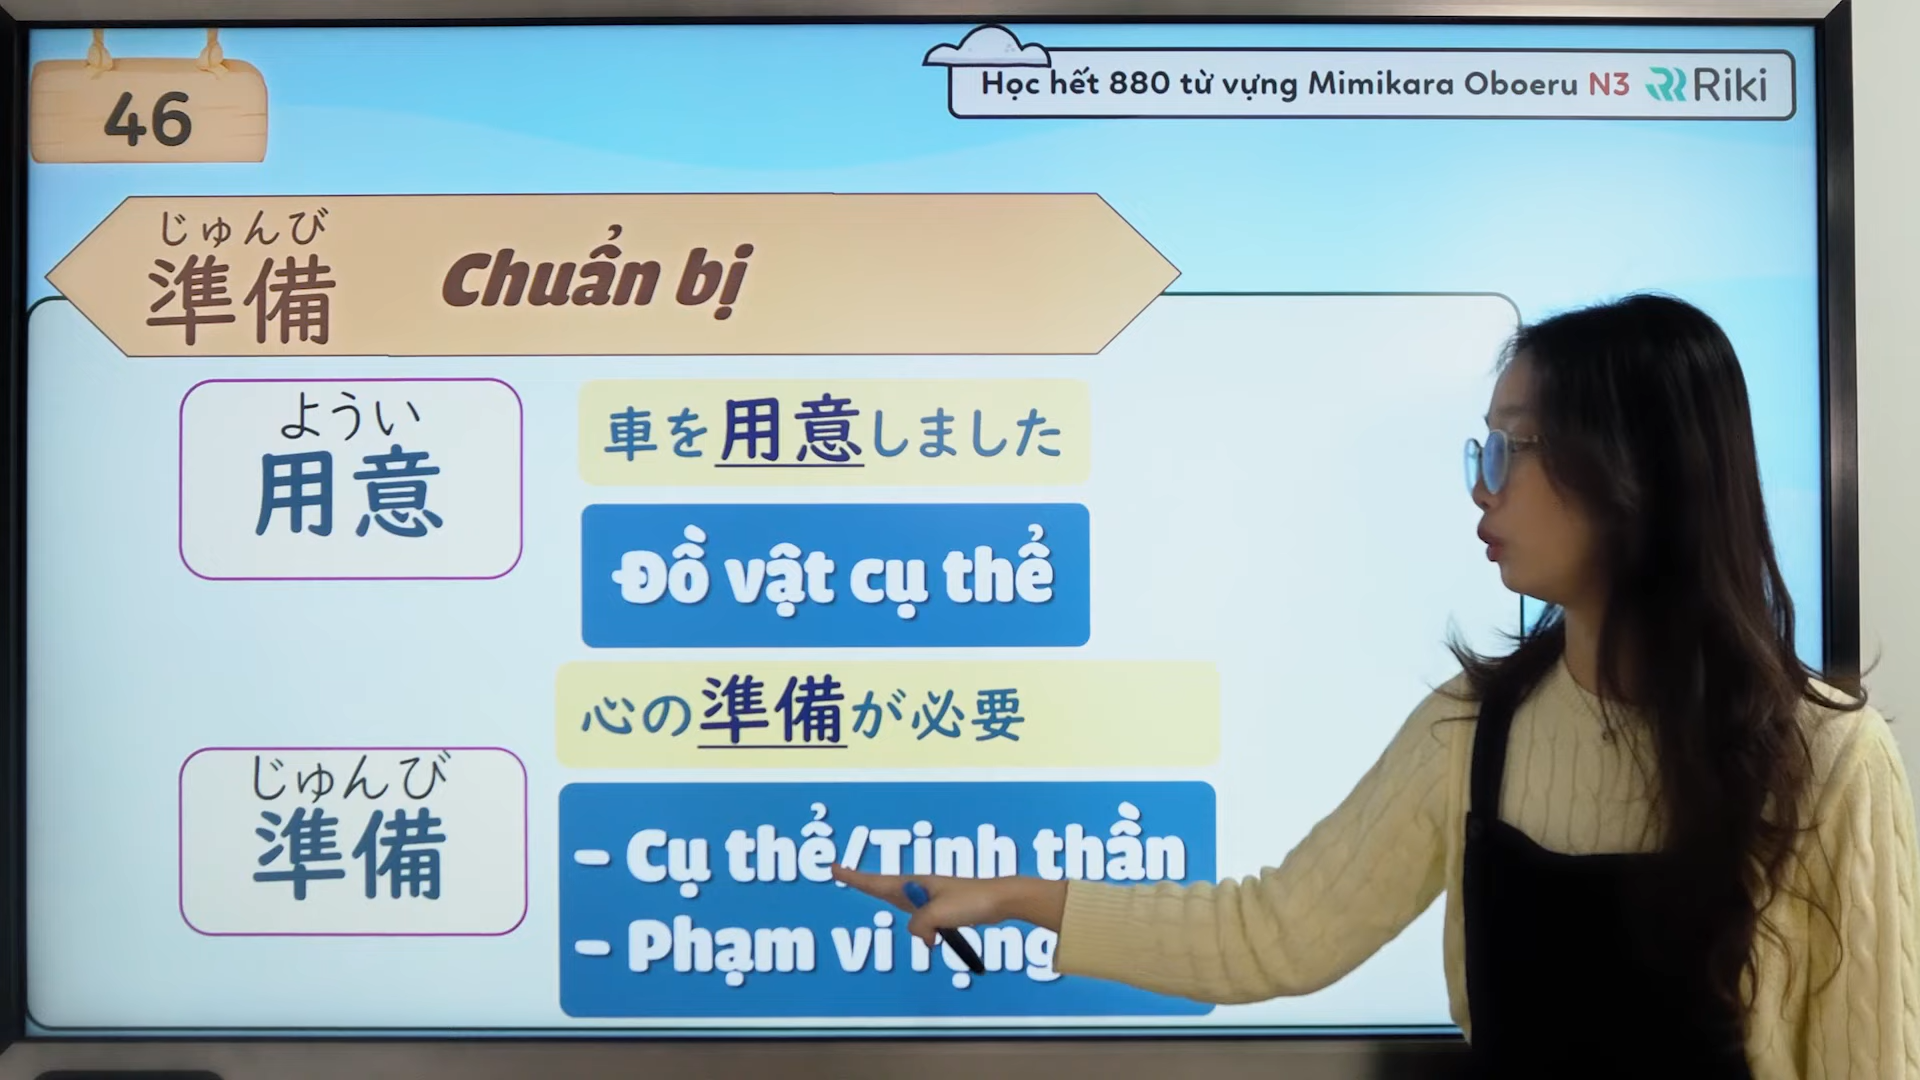 46
Học hết 880 từ vựng Mimikara Oboeru N3 Riki
じゅんび
準備 Chuẩn bị
ようい
用意
車を用意しました
Đồ vật cụ thể
心の準備が必要
じゅんび
準備
- Cụ thể/Tinh thần
- Phạm vi rộng